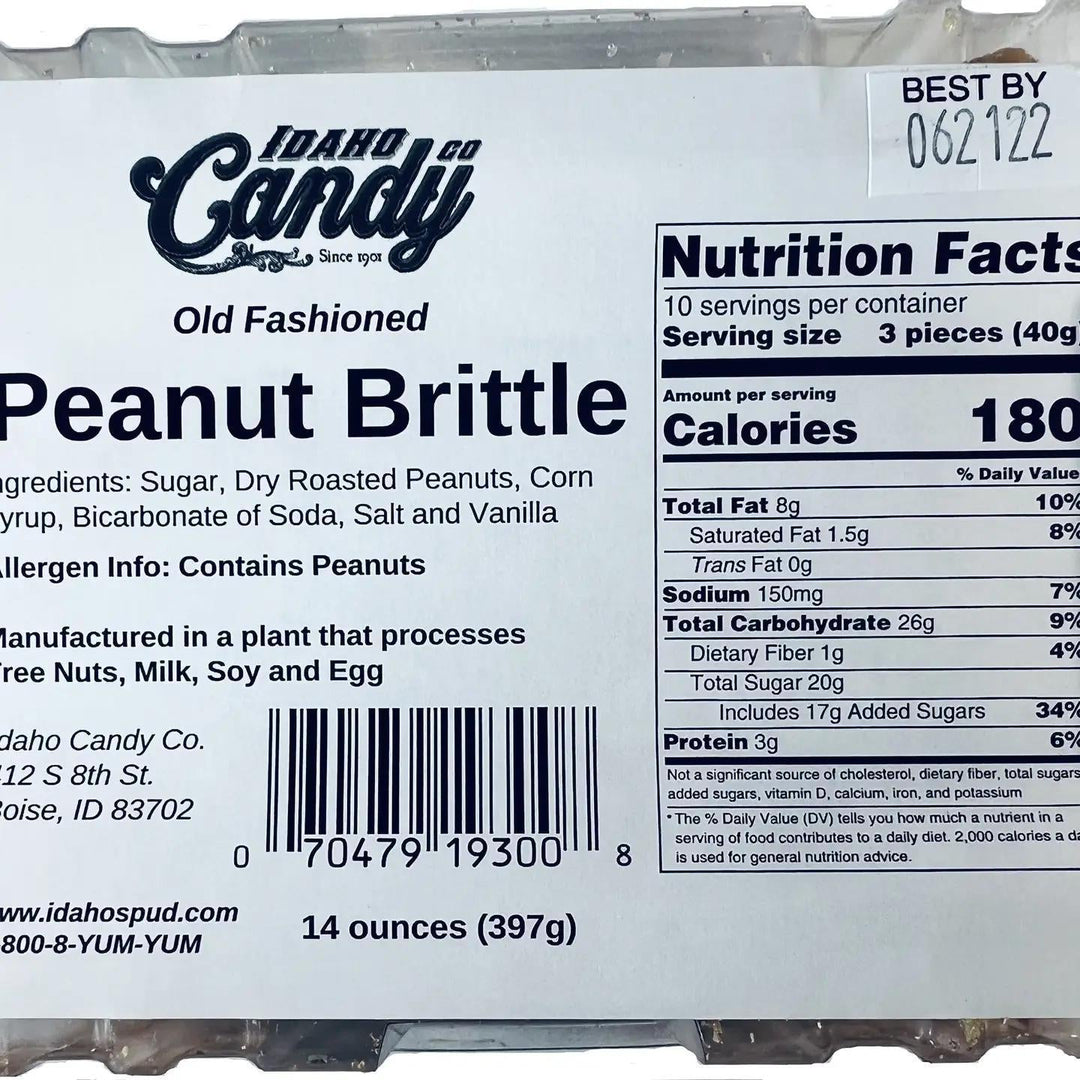 BEST BY
062122
IDAHO
Candy CO
Since 1901
Old Fashioned
Peanut Brittle
ngredients: Sugar, Dry Roasted Peanuts, Corn
yrup, Bicarbonate of Soda, Salt and Vanilla
llergen Info: Contains Peanuts
anufactured in a plant that processes
ree Nuts, Milk, Soy and Egg
daho Candy Co.
12 S 8th St.
oise, ID 83702
0 70479 19300 8
ww.idahospud.com
800-8-YUM-YUM
14 ounces (397g)
Nutrition Facts
10 servings per container
Serving size 3 pieces (40g)
Amount per serving
Calories 180
% Daily Value
Total Fat 8g 10%
Saturated Fat 1.5g 8%
Trans Fat 0g
Sodium 150mg 7%
Total Carbohydrate 26g 9%
Dietary Fiber 1g 4%
Total Sugar 20g
Includes 17g Added Sugars 34%
Protein 3g 6%
Not a significant source of cholesterol, dietary fiber, total sugars
added sugars, vitamin D, calcium, iron, and potassium
*The % Daily Value (DV) tells you how much a nutrient in a
serving of food contributes to a daily diet. 2,000 calories a da
is used for general nutrition advice.